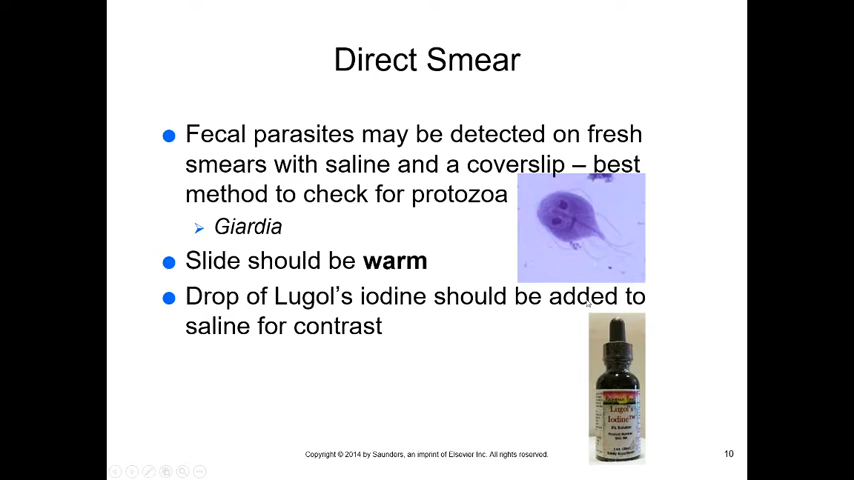 Direct Smear
Fecal parasites may be detected on fresh
smears with saline and a coverslip – best
method to check for protozoa
Giardia
Slide should be warm
Drop of Lugol's iodine should be added to
saline for contrast
Lugol's
Iodine
Copyright © 2014 by Saunders, an imprint of Elsevier Inc. All rights reserved.
10